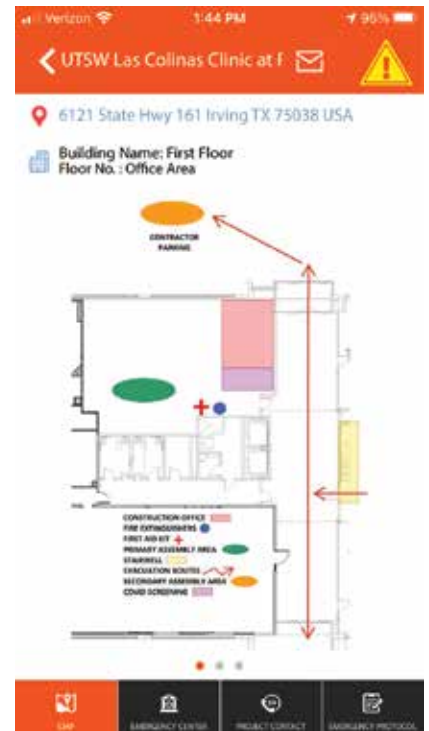 Verizon 1:44 PM 95%
UTSW Las Colinas Clinic at F
6121 State Hwy 161 Irving TX 75038 USA
Building Name: First Floor
Floor No. : Office Area
CONTRACTOR
PARKING
CONSTRUCTION OFFICE
FIRE EXTINGUISHERS
FIRST AID KIT
PRIMARY ASSEMBLY AREA
STAIRWELL
EVACUATION ROUTES
SECONDARY ASSEMBLY AREA
COVID SCREENING
MAP EMERGENCY CENTER PROJECT CONTACT EMERGENCY PROTOCOL